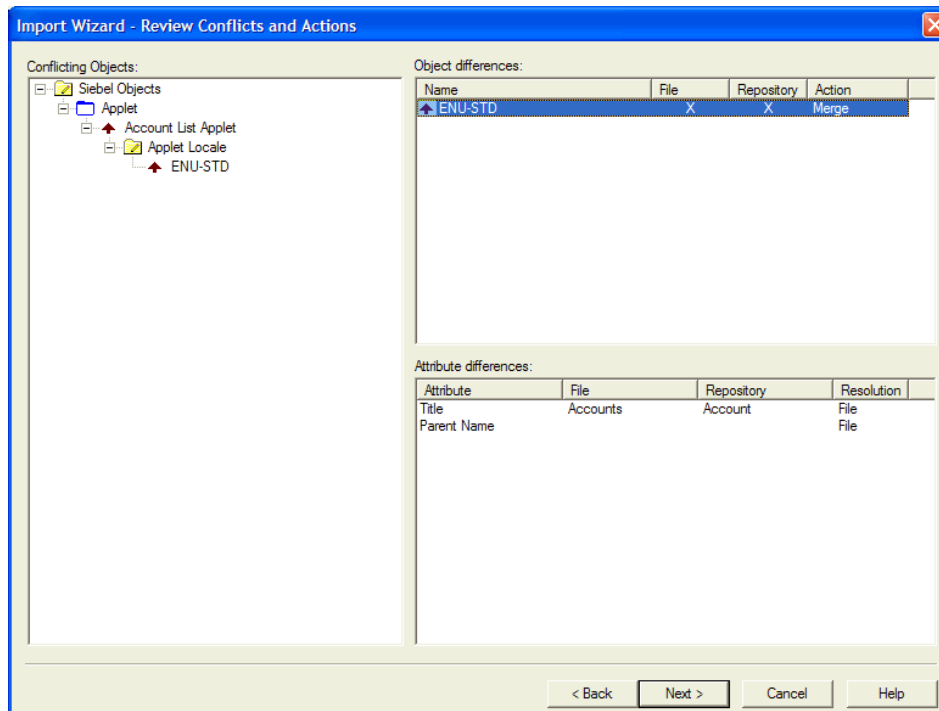 Import Wizard - Review Conflicts and Actions
Conflicting Objects:
Siebel Objects
Applet
Account List Applet
Applet Locale
ENU-STD
Object differences:
Name File Repository Action
ENU-STD X X Merge
Attribute differences:
Attribute File Repository Resolution
Title Accounts Account File
Parent Name File
< Back Next > Cancel Help